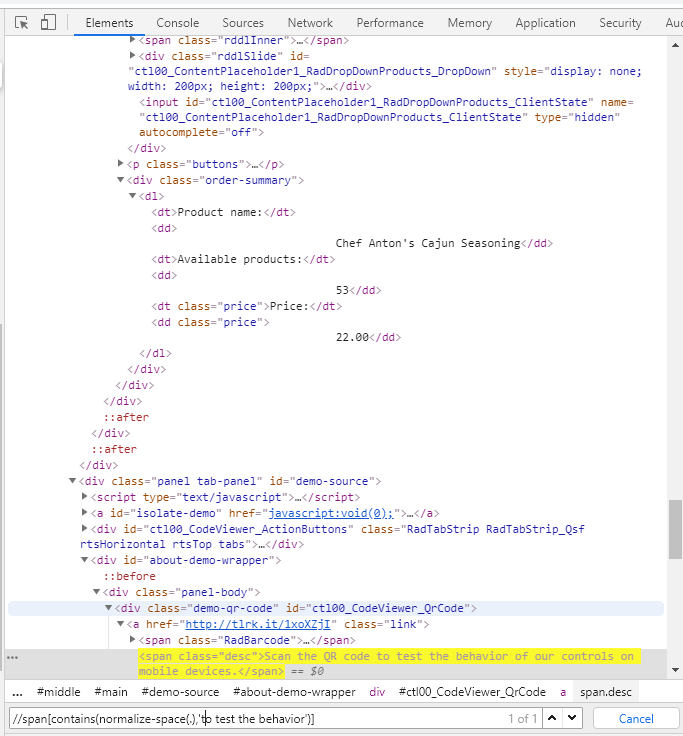 Elements Console Sources Network Performance Memory Application Security Au
<span class="rddlInner">…</span>
<div class="rddlSlide" id=
"ctl00_ContentPlaceholder1_RadDropDownProducts_DropDown" style="display: none;
width: 200px; height: 200px;">…</div>
<input id="ctl00_ContentPlaceholder1_RadDropDownProducts_ClientState" name=
"ctl00_ContentPlaceholder1_RadDropDownProducts_ClientState" type="hidden"
autocomplete="off">
</div>
<p class="buttons">…</p>
<div class="order-summary">
<dl>
<dt>Product name:</dt>
<dd>
Chef Anton's Cajun Seasoning</dd>
<dt>Available products:</dt>
<dd>
53</dd>
<dt class="price">Price:</dt>
<dd class="price">
22.00</dd>
</dl>
</div>
</div>
</div>
::after
</div>
::after
</div>
<div class="panel tab-panel" id="demo-source">
<script type="text/javascript">…</script>
<a id="isolate-demo" href="javascript:void(0);">…</a>
<div id="ctl00_CodeViewer_ActionButtons" class="RadTabStrip RadTabStrip_Qsf
rtsHorizontal rtsTop tabs">…</div>
<div id="about-demo-wrapper">
::before
<div class="panel-body">
<div class="demo-qr-code" id="ctl00_CodeViewer_QrCode">
<a href="http://tlrk.it/1xoXZjI" class="link">
<span class="RadBarcode">…</span>
<span class="desc">Scan the QR code to test the behavior of our controls on
mobile devices.</span> == $0
... #middle #main #demo-source #about-demo-wrapper div #ctl00_CodeViewer_QrCode a span.desc
//span[contains(normalize-space(.),'to test the behavior')] 1 of 1 Cancel